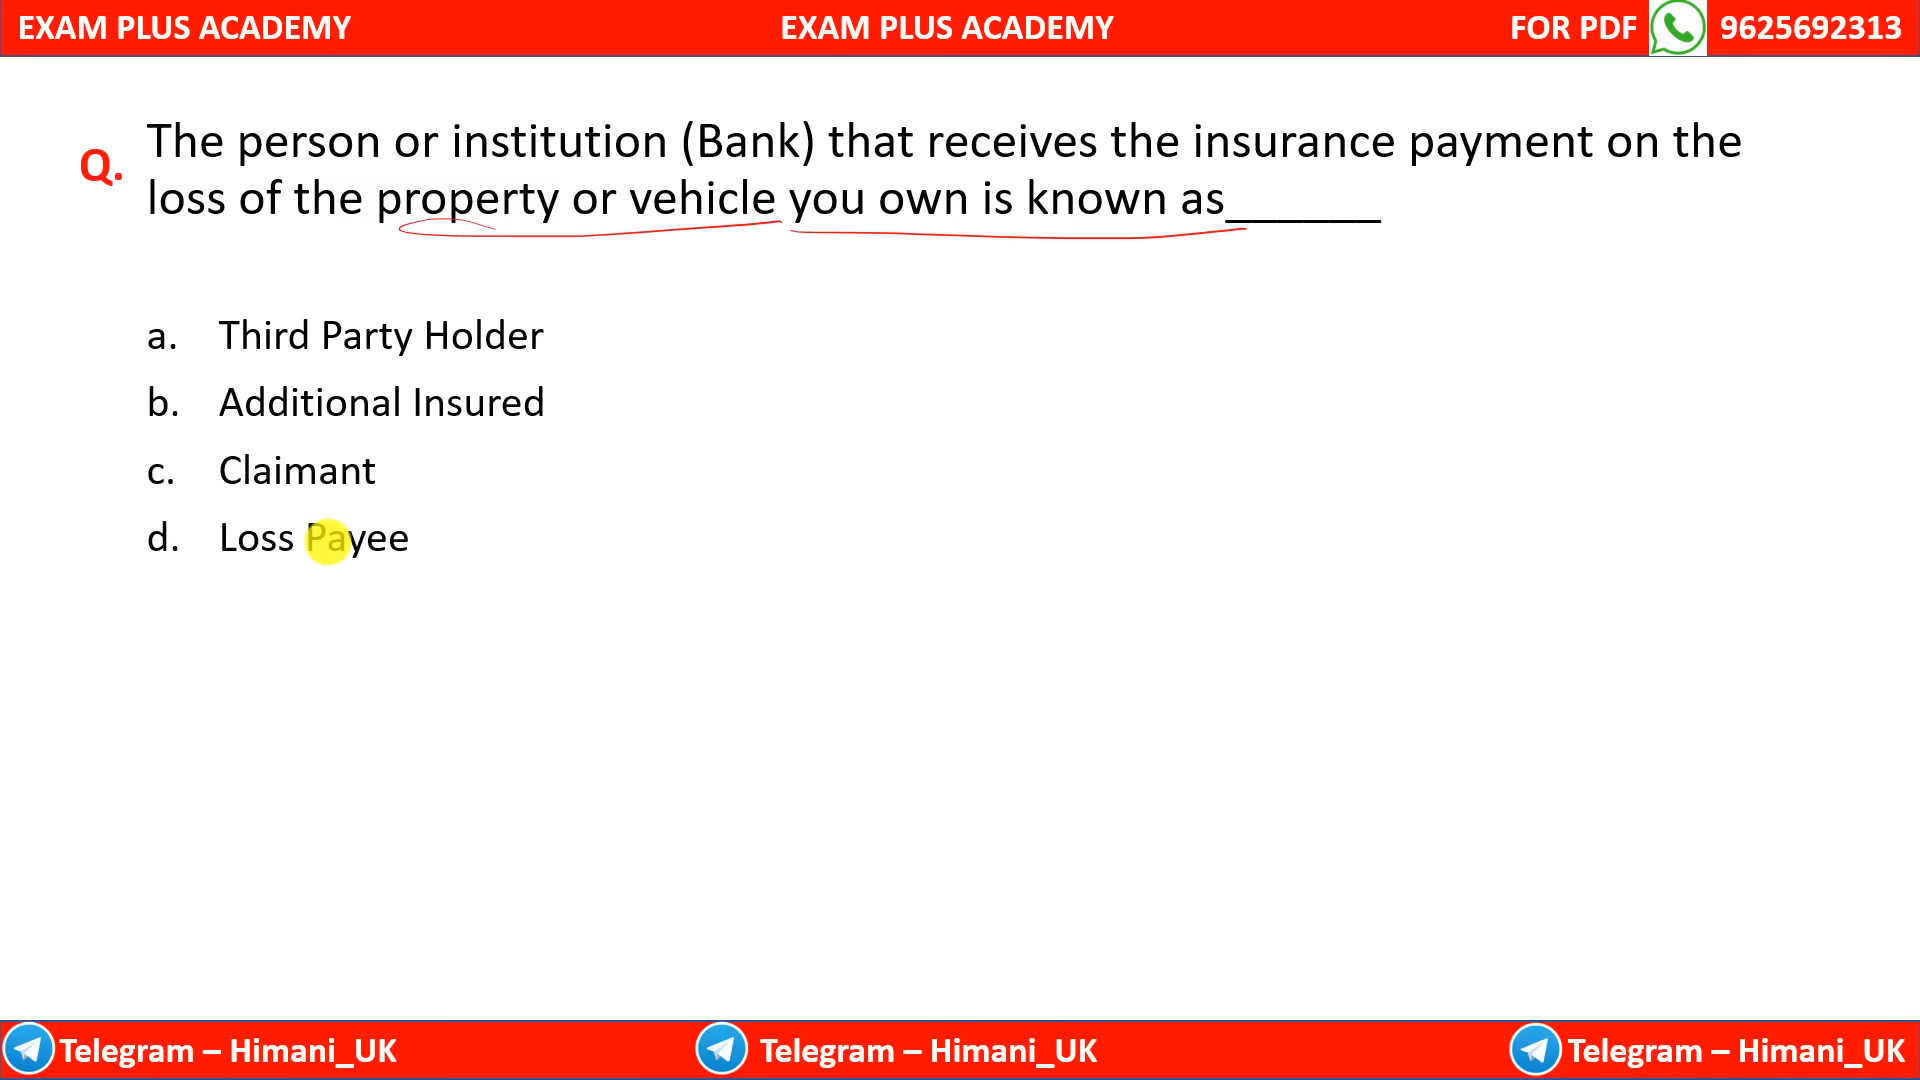 EXAM PLUS ACADEMY EXAM PLUS ACADEMY FOR PDF 9625692313
Q. The person or institution (Bank) that receives the insurance payment on the
loss of the property or vehicle you own is known as______
a. Third Party Holder
b. Additional Insured
c. Claimant
d. Loss Payee
Telegram – Himani_UK Telegram – Himani_UK Telegram – Himani_UK